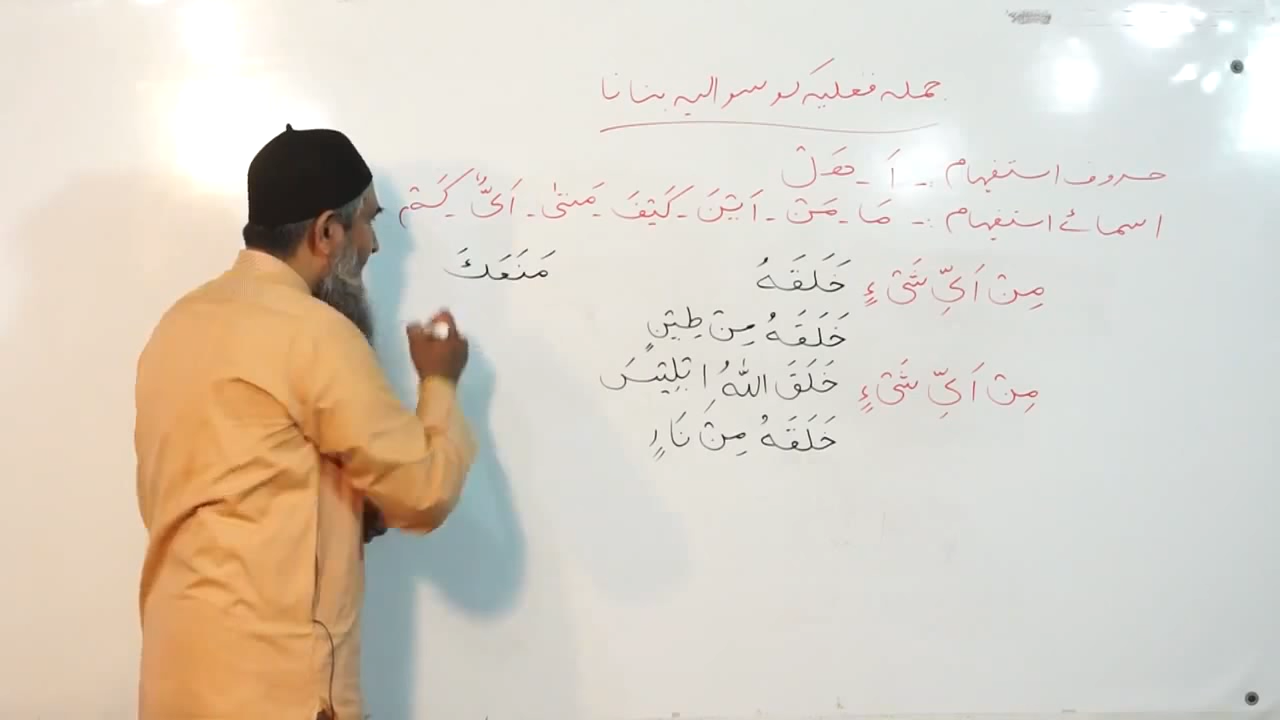 جملہ فعلیہ کو سوالیہ بنانا
حروف استفہام :۔ اَ ۔ ھَلْ
اسمائے استفہام :۔ مَا ۔ مَنْ ۔ اَیْنَ ۔ کَیْفَ ۔ مَتٰی ۔ اَیُّ ۔ کَمْ
مِنْ اَیِّ شَیْءٍ خَلَقَہُ مَنَعَكَ
خَلَقَہُ مِنْ طِیْنٍ
مِنْ اَیِّ شَیْءٍ خَلَقَ اللّٰہُ اِبْلِیْسَ
خَلَقَہُ مِنْ نَارٍ